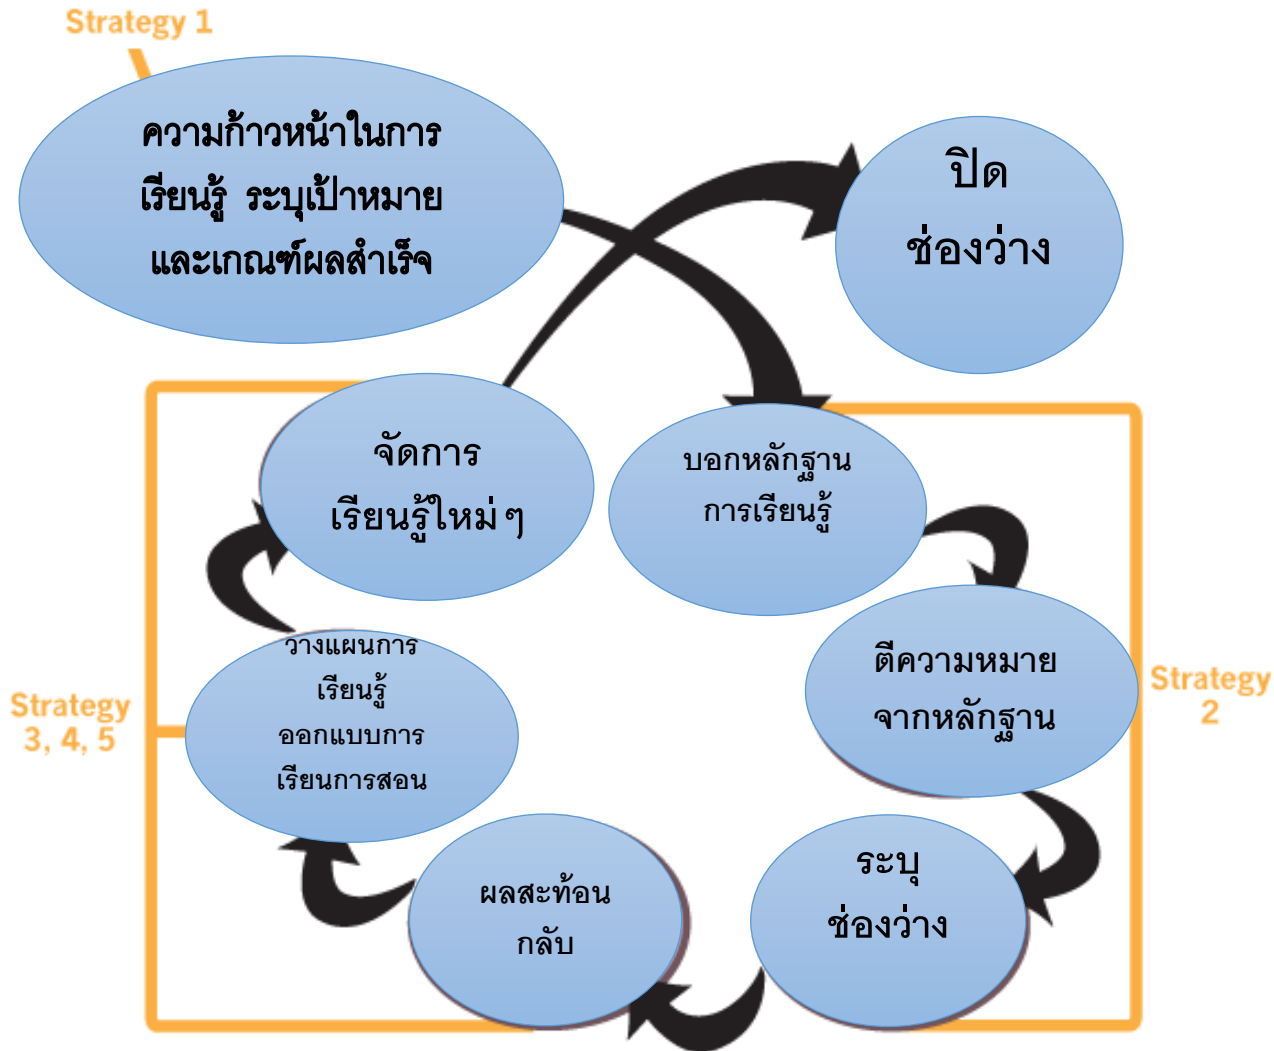 Strategy 1
ความก้าวหน้าในการ
เรียนรู้ ระบุเป้าหมาย
และเกณฑ์ผลสำเร็จ
ปิด
ช่องว่าง
จัดการ
เรียนรู้ใหม่ๆ
บอกหลักฐาน
การเรียนรู้
ตีความหมาย
จากหลักฐาน
Strategy
2
ระบุ
ช่องว่าง
ผลสะท้อน
กลับ
วางแผนการ
เรียนรู้
ออกแบบการ
เรียนการสอน
Strategy
3, 4, 5